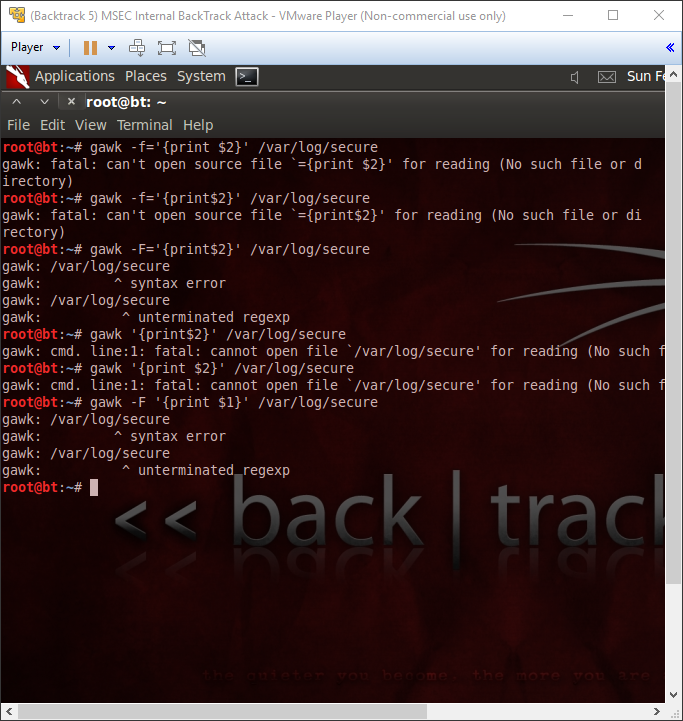 (Backtrack 5) MSEC Internal BackTrack Attack - VMware Player (Non-commercial use only)
Player
Applications Places System Sun Fe
root@bt: ~
File Edit View Terminal Help
root@bt:~# gawk -f='{print $2}' /var/log/secure
gawk: fatal: can't open source file `={print $2}' for reading (No such file or d
irectory)
root@bt:~# gawk -f='{print$2}' /var/log/secure
gawk: fatal: can't open source file `={print$2}' for reading (No such file or di
rectory)
root@bt:~# gawk -F='{print$2}' /var/log/secure
gawk: /var/log/secure
gawk:         ^ syntax error
gawk: /var/log/secure
gawk:          ^ unterminated regexp
root@bt:~# gawk '{print$2}' /var/log/secure
gawk: cmd. line:1: fatal: cannot open file `/var/log/secure' for reading (No such f
root@bt:~# gawk '{print $2}' /var/log/secure
gawk: cmd. line:1: fatal: cannot open file `/var/log/secure' for reading (No such f
root@bt:~# gawk -F '{print $1}' /var/log/secure
gawk: /var/log/secure
gawk:         ^ syntax error
gawk: /var/log/secure
gawk:          ^ unterminated regexp
root@bt:~#
<< back | track
the quieter you become, the more you are